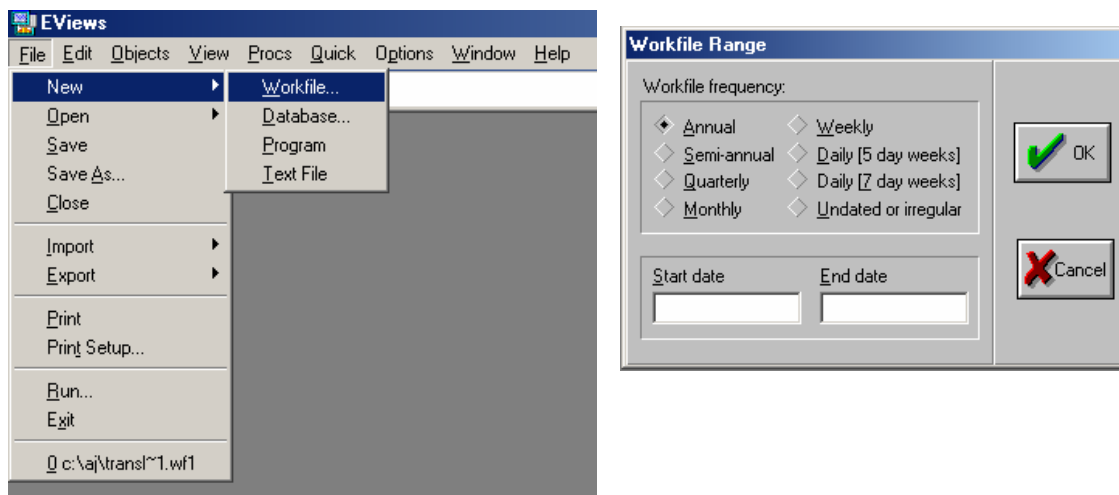 EViews
File Edit Objects View Procs Quick Options Window Help
New
Open
Save
Save As...
Close
Import
Export
Print
Print Setup...
Run...
Exit
0 c:\aj\transl~1.wf1
Workfile...
Database...
Program
Text File
Workfile Range
Workfile frequency:
Annual Weekly
Semi-annual Daily [5 day weeks]
Quarterly Daily [7 day weeks]
Monthly Undated or irregular
Start date End date
OK
Cancel